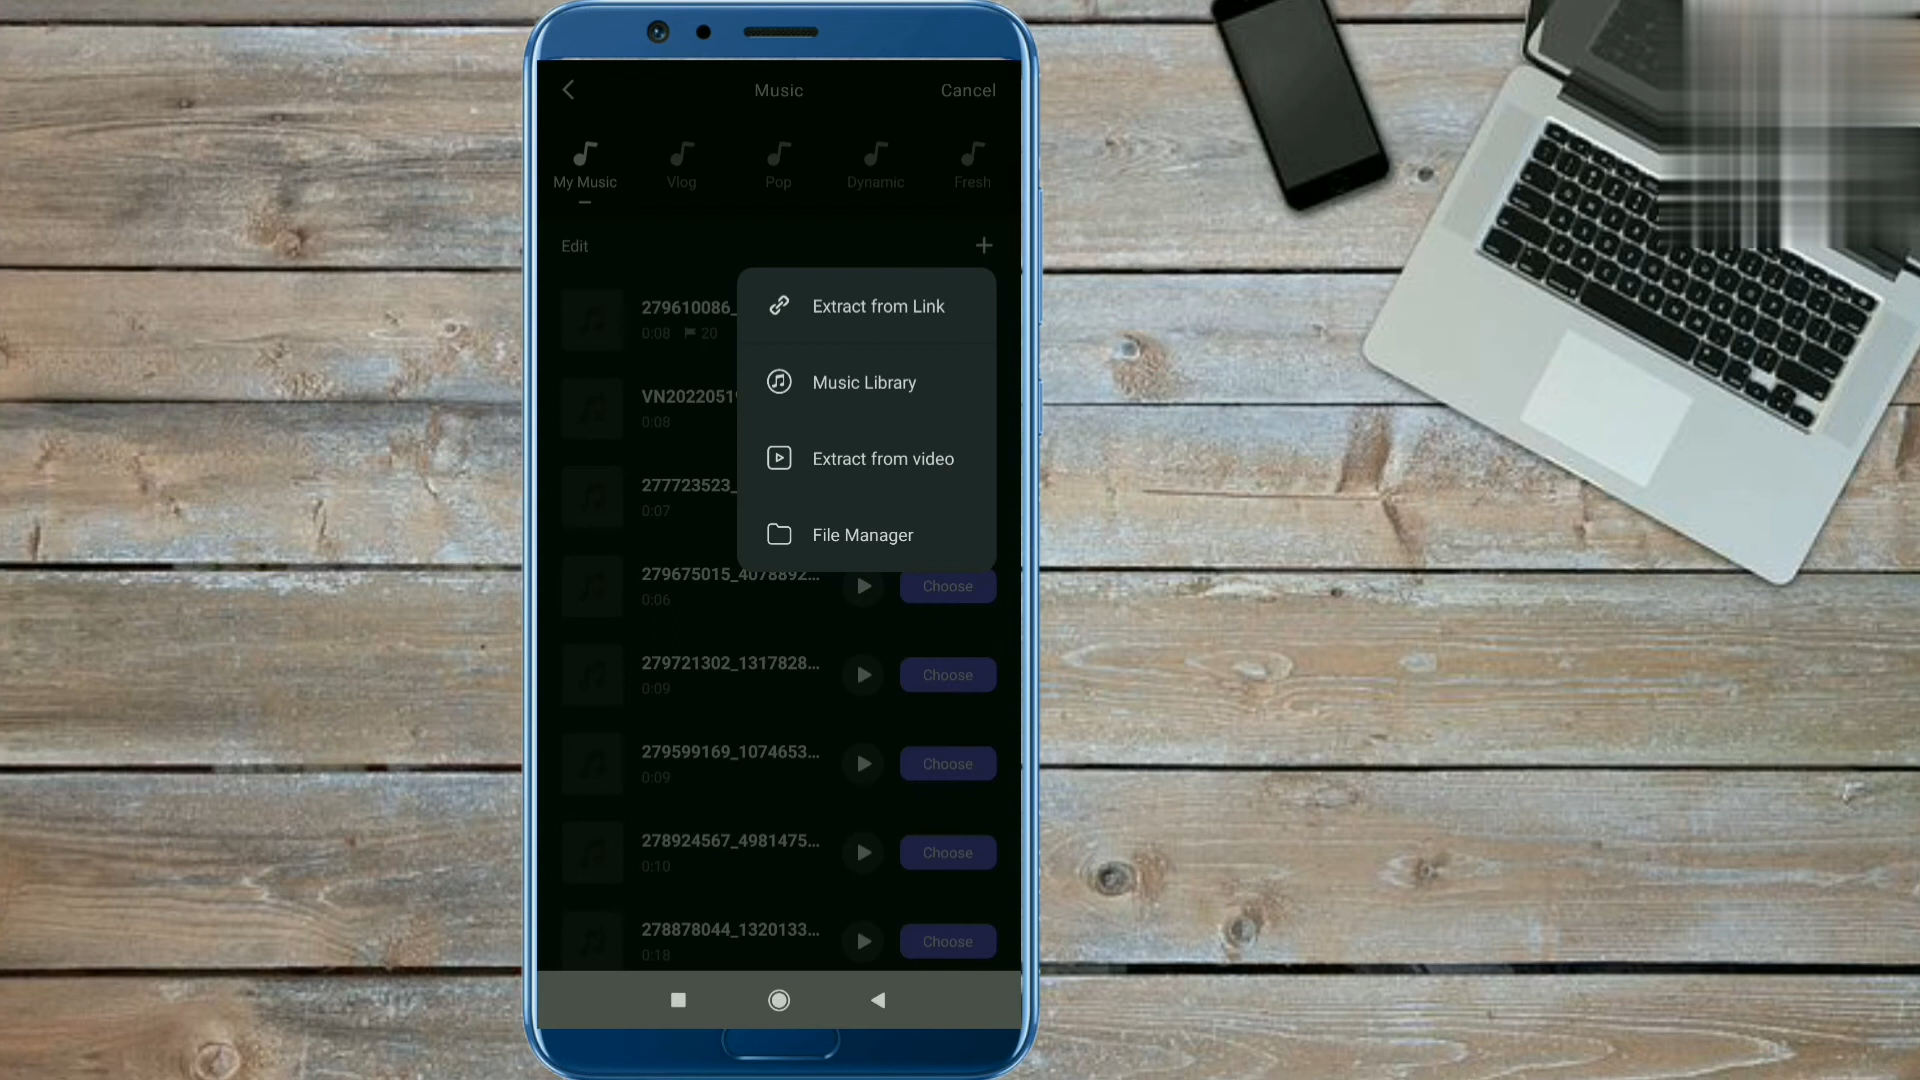 Music
Cancel
My Music
Vlog
Pop
Dynamic
Fresh
Edit
279610086_
0:08
20
Extract from Link
VN20220519
0:08
Music Library
277723523_
0:07
Extract from video
File Manager
279675015_4078892...
0:06
Choose
279721302_1317828...
0:09
Choose
279599169_1074653...
0:09
Choose
278924567_4981475...
0:10
Choose
278878044_1320133...
0:18
Choose